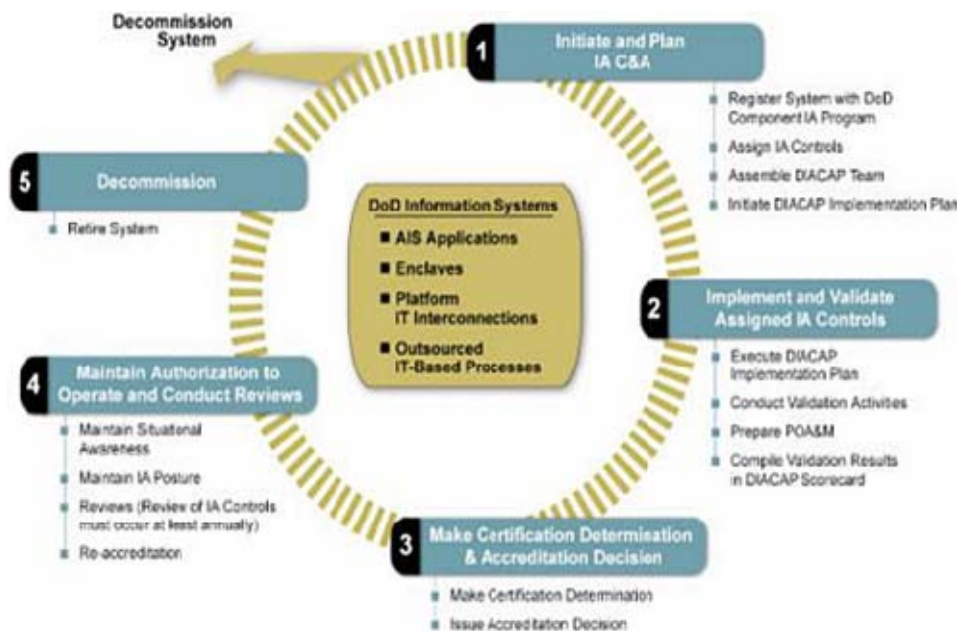 Decommission
System
1
Initiate and Plan
IA C&A
Register System with DoD
Component IA Program
Assign IA Controls
Assemble DIACAP Team
Initiate DIACAP Implementation Plan
5
Decommission
Retire System
DoD Information Systems
AIS Applications
Enclaves
Platform
IT Interconnections
Outsourced
IT-Based Processes
2
Implement and Validate
Assigned IA Controls
Execute DIACAP
Implementation Plan
Conduct Validation Activities
Prepare POA&M
Compile Validation Results
in DIACAP Scorecard
4
Maintain Authorization to
Operate and Conduct Reviews
Maintain Situational
Awareness
Maintain IA Posture
Reviews (Review of IA Controls
must occur at least annually)
Re-accreditation
3
Make Certification Determination
& Accreditation Decision
Make Certification Determination
Issue Accreditation Decision